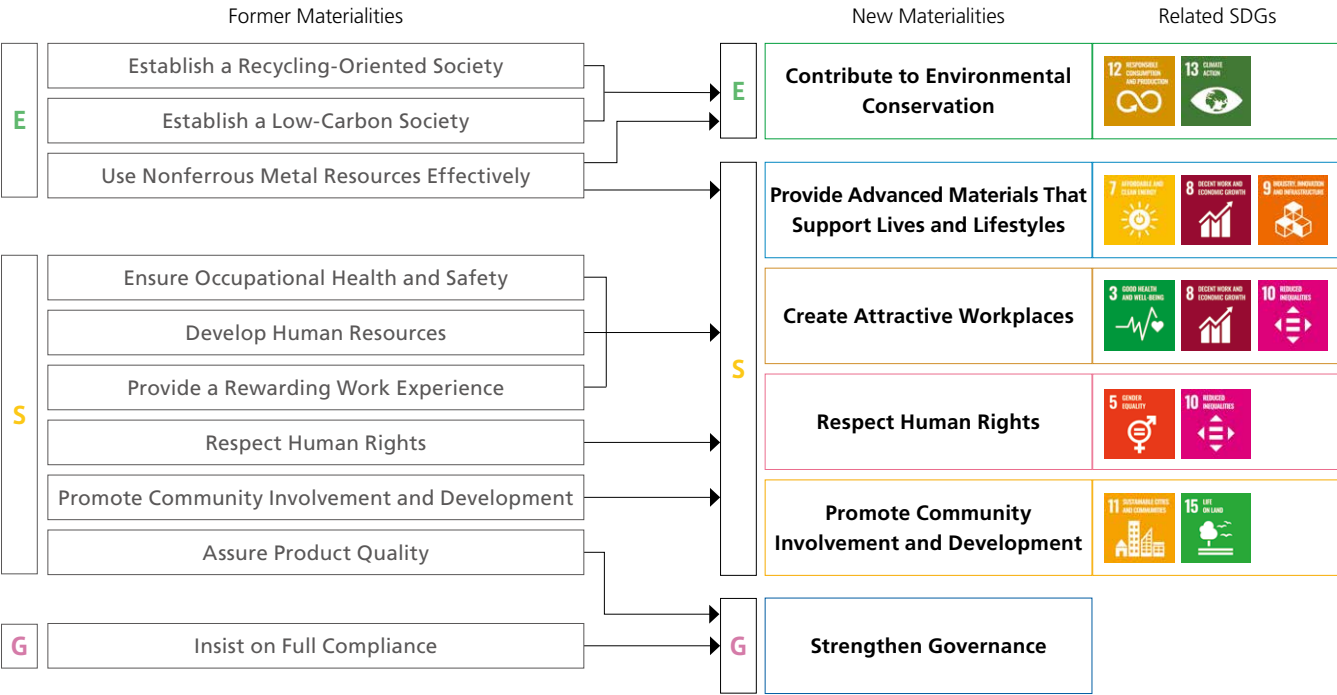 Former Materialities
New Materialities
Related SDGs
E
Establish a Recycling-Oriented Society
Establish a Low-Carbon Society
Use Nonferrous Metal Resources Effectively
S
Ensure Occupational Health and Safety
Develop Human Resources
Provide a Rewarding Work Experience
Respect Human Rights
Promote Community Involvement and Development
Assure Product Quality
G
Insist on Full Compliance
E
Contribute to Environmental
Conservation
12 RESPONSIBLE
CONSUMPTION
AND PRODUCTION
13 CLIMATE
ACTION
S
Provide Advanced Materials That
Support Lives and Lifestyles
7 AFFORDABLE AND
CLEAN ENERGY
8 DECENT WORK AND
ECONOMIC GROWTH
9 INDUSTRY, INNOVATION
AND INFRASTRUCTURE
Create Attractive Workplaces
3 GOOD HEALTH
AND WELL-BEING
8 DECENT WORK AND
ECONOMIC GROWTH
10 REDUCED
INEQUALITIES
Respect Human Rights
5 GENDER
EQUALITY
10 REDUCED
INEQUALITIES
Promote Community
Involvement and Development
11 SUSTAINABLE CITIES
AND COMMUNITIES
15 LIFE
ON LAND
G
Strengthen Governance